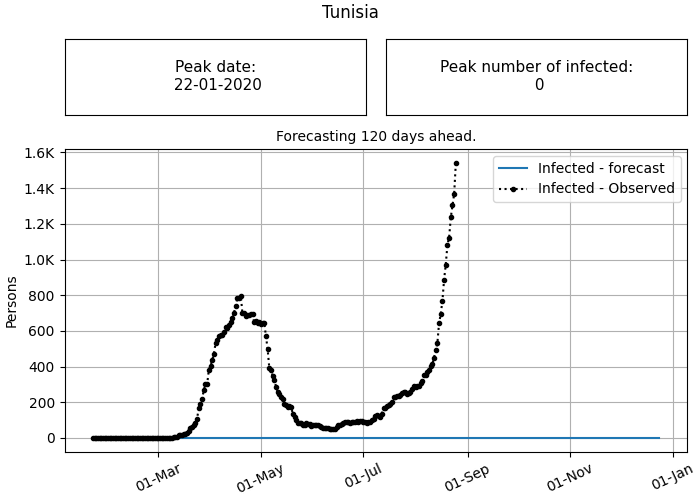 Tunisia
Peak date:
22-01-2020
Peak number of infected:
0
Forecasting 120 days ahead.
1.6K
1.4K
1.2K
1.0K
800
600
400
200
0
Persons
Infected - forecast
Infected - Observed
01-Mar
01-May
01-Jul
01-Sep
01-Nov
01-Jan